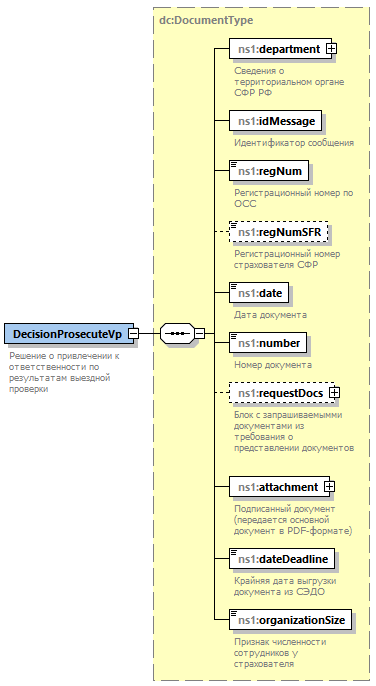 dc:DocumentType
ns1:department
Сведения о
территориальном органе
СФР РФ
ns1:idMessage
Идентификатор сообщения
ns1:regNum
Регистрационный номер по
ОСС
ns1:regNumSFR
Регистрационный номер
страхователя СФР
ns1:date
Дата документа
DecisionProsecuteVp
Решение о привлечении к
ответственности по
результатам выездной
проверки
ns1:number
Номер документа
ns1:requestDocs
Блок с запрашиваемымми
документами из
требования о
представлении документов
ns1:attachment
Подписанный документ
(передается основной
документ в PDF-формате)
ns1:dateDeadline
Крайняя дата выгрузки
документа из СЭДО
ns1:organizationSize
Признак численности
сотрудников у
страхователя